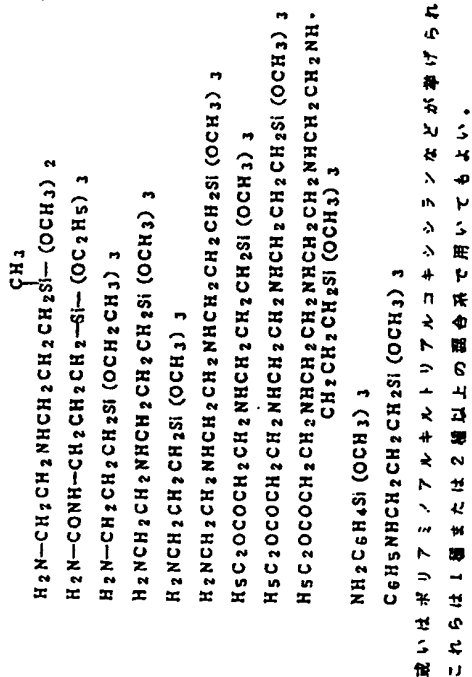 CH3
H2N-CH2CH2NHCH2CH2CH2Si-(OCH3)2
H2N-CONH-CH2CH2CH2-Si-(OC2H5)3
H2N-CH2CH2CH2Si(OCH2CH3)3
H2NCH2CH2NHCH2CH2CH2Si(OCH3)3
H2NCH2CH2CH2Si(OCH3)3
H2NCH2CH2NHCH2CH2NHCH2CH2CH2Si(OCH3)3
H5C2OCOCH2CH2NHCH2CH2CH2Si(OCH3)3
H5C2OCOCH2CH2NHCH2CH2NHCH2CH2CH2Si(OCH3)3
H5C2OCOCH2CH2NHCH2CH2NHCH2CH2NHCH2CH2NH・
CH2CH2CH2Si(OCH3)3
NH2C6H4Si(OCH3)3
C6H5NHCH2CH2CH2Si(OCH3)3
或いはポリアミノアルキルトリアルコキシシランなどが挙げられ
これらは1種または2種以上の混合系で用いてもよい。